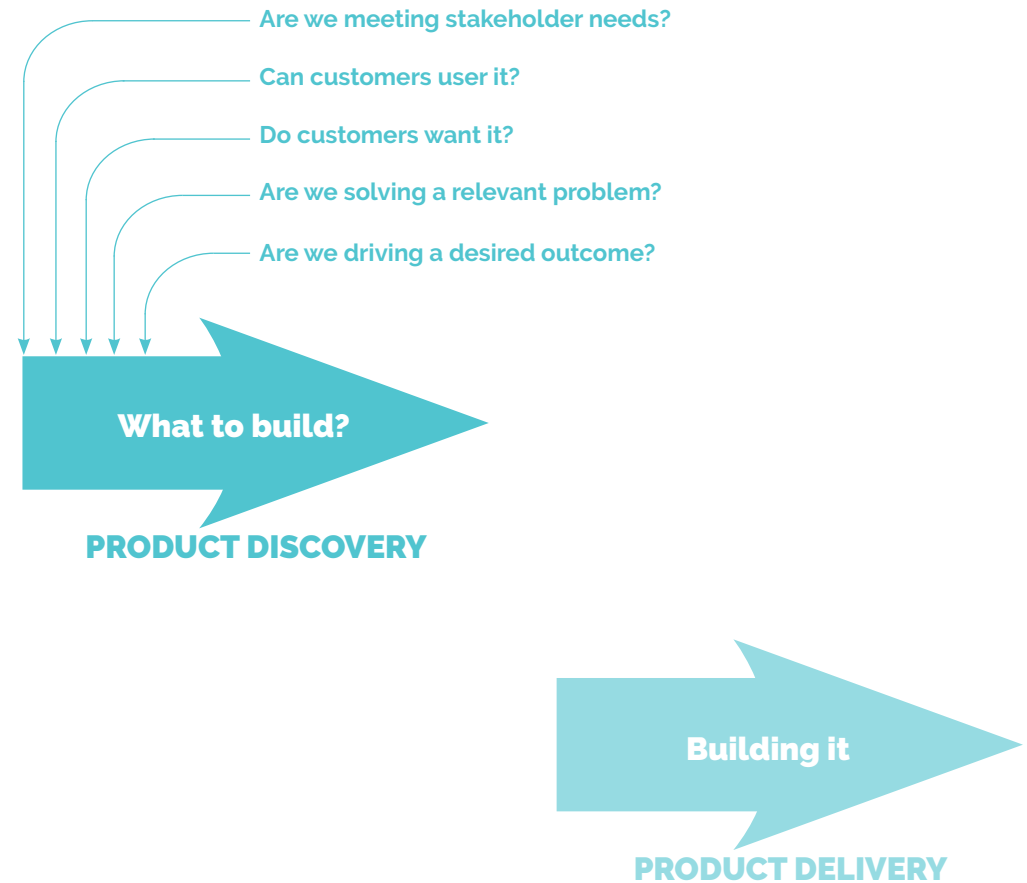 Are we meeting stakeholder needs?
Can customers user it?
Do customers want it?
Are we solving a relevant problem?
Are we driving a desired outcome?
What to build?
PRODUCT DISCOVERY
Building it
PRODUCT DELIVERY